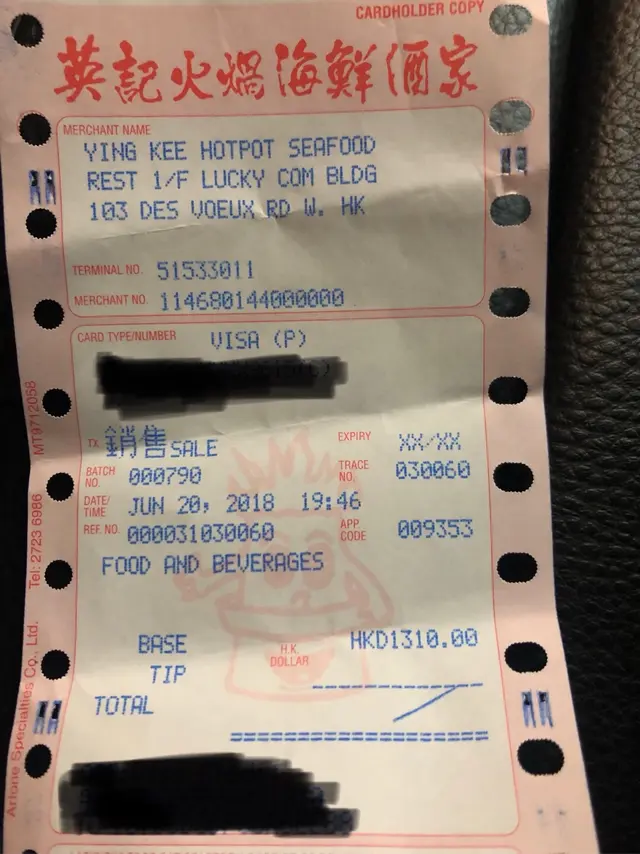 CARDHOLDER COPY
英記火焗海鮮酒家
MERCHANT NAME
YING KEE HOTPOT SEAFOOD
REST 1/F LUCKY COM BLDG
103 DES VOEUX RD W. HK
TERMINAL NO. 51533011
MERCHANT NO. 114680144000000
CARD TYPE/NUMBER VISA (P)
TX 銷售SALE EXPIRY XX/XX
BATCH NO. 000790 TRACE NO. 030060
DATE/TIME JUN 20, 2018 19:46
REF. NO. 000031030060 APP. CODE 009353
FOOD AND BEVERAGES
BASE H.K. DOLLAR HKD1310.00
TIP
TOTAL
Artone Specialties Co., Ltd. Tel: 2723 6986 MT9712058